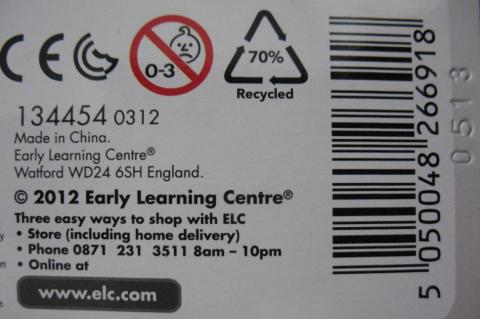 CE
0-3
70%
Recycled
134454 0312
Made in China.
Early Learning Centre®
Watford WD24 6SH England.
© 2012 Early Learning Centre®
Three easy ways to shop with ELC
• Store (including home delivery)
• Phone 0871 231 3511 8am – 10pm
• Online at
www.elc.com
5 050048 266918
0513